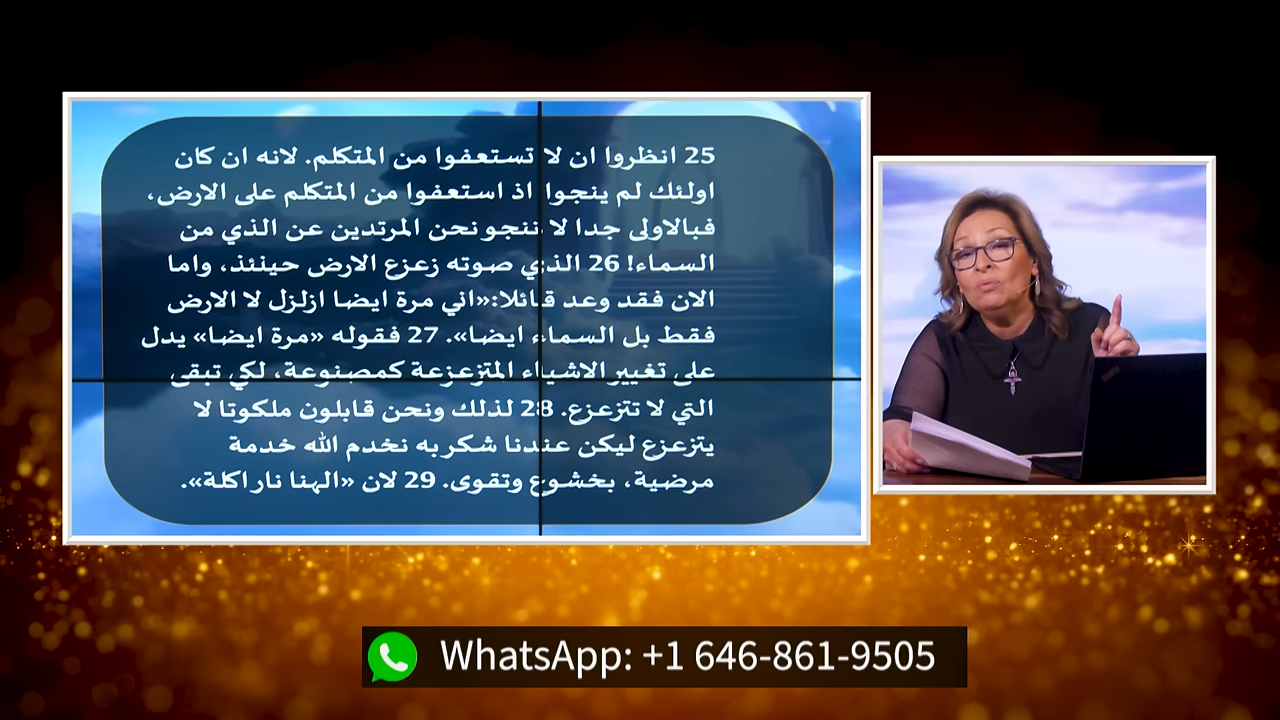 25 انظروا ان لا تستعفوا من المتكلم. لانه ان كان
اولئك لم ينجوا اذ استعفوا من المتكلم على الارض،
فبالاولى جدا لا ننجو نحن المرتدين عن الذي من
السماء! 26 الذي صوته زعزع الارض حينئذ، واما
الان فقد وعد قائلا:«اني مرة ايضا ازلزل لا الارض
فقط بل السماء ايضا». 27 فقوله «مرة ايضا» يدل
على تغيير الاشياء المتزعزعة كمصنوعة، لكي تبقى
التي لا تتزعزع. 28 لذلك ونحن قابلون ملكوتا لا
يتزعزع ليكن عندنا شكر به نخدم الله خدمة
مرضية، بخشوع وتقوى. 29 لان «الهنا نار اكلة».
WhatsApp: +1 646-861-9505